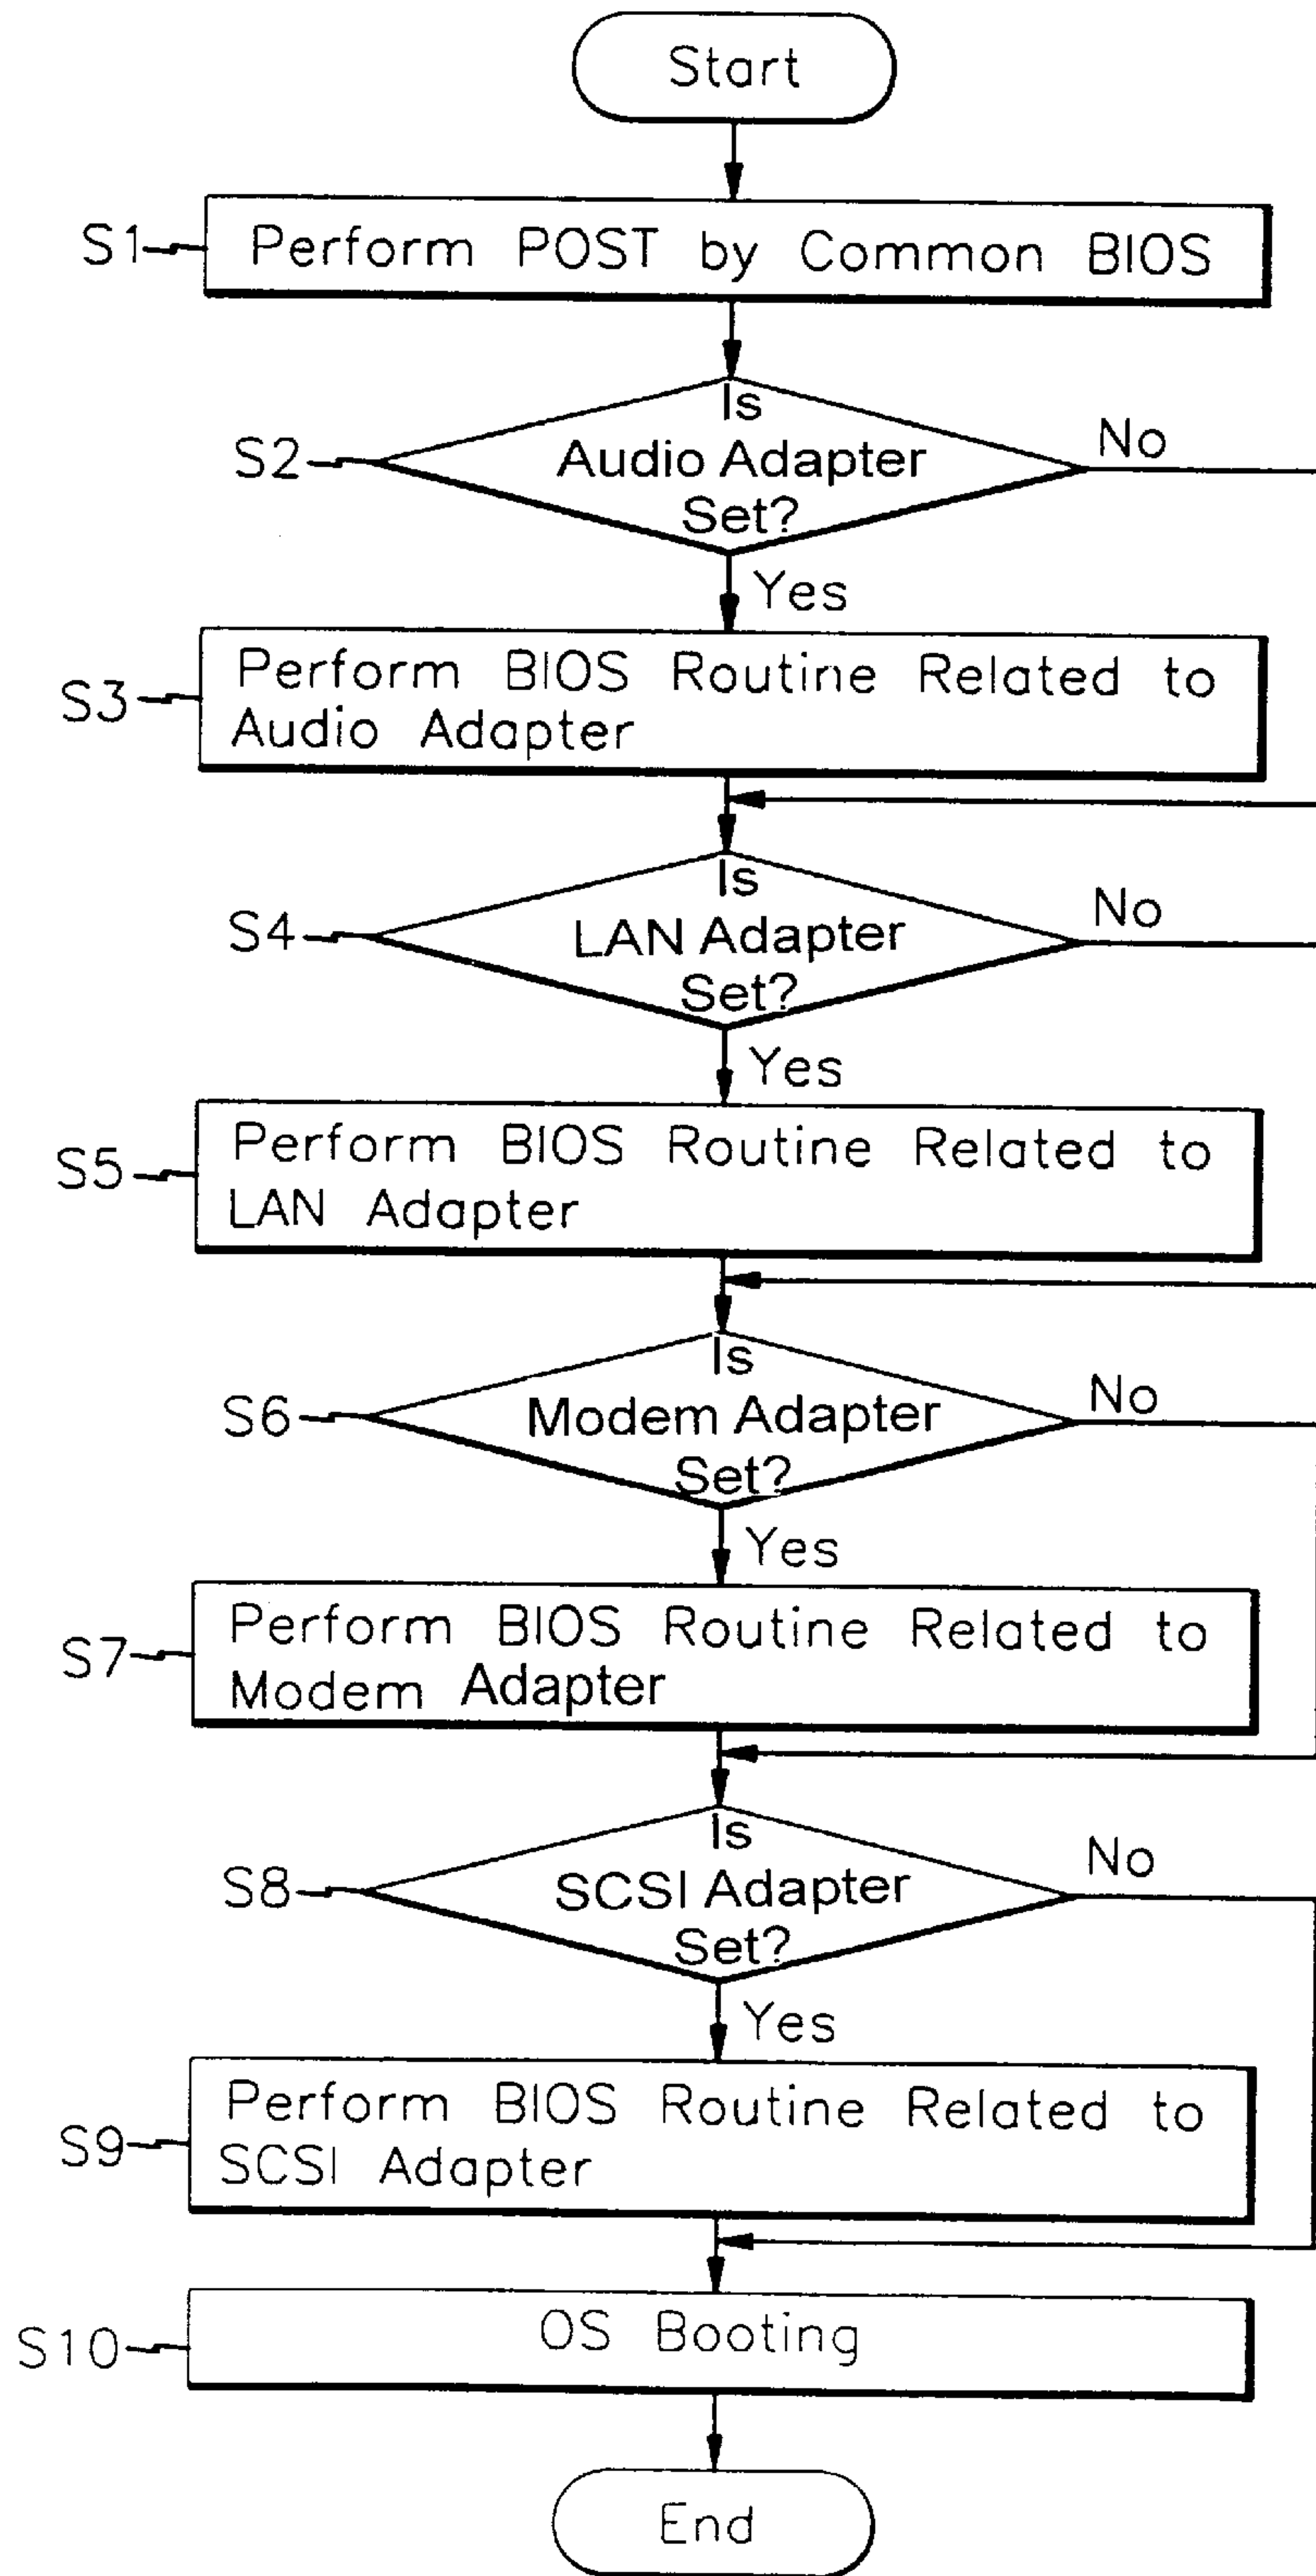 Start
S1
Perform POST by Common BIOS
Is
Audio Adapter
Set?
S2
No
Yes
S3
Perform BIOS Routine Related to
Audio Adapter
Is
LAN Adapter
Set?
S4
No
Yes
S5
Perform BIOS Routine Related to
LAN Adapter
Is
Modem Adapter
Set?
S6
No
Yes
S7
Perform BIOS Routine Related to
Modem Adapter
Is
SCSI Adapter
Set?
S8
No
Yes
S9
Perform BIOS Routine Related to
SCSI Adapter
S10
OS Booting
End